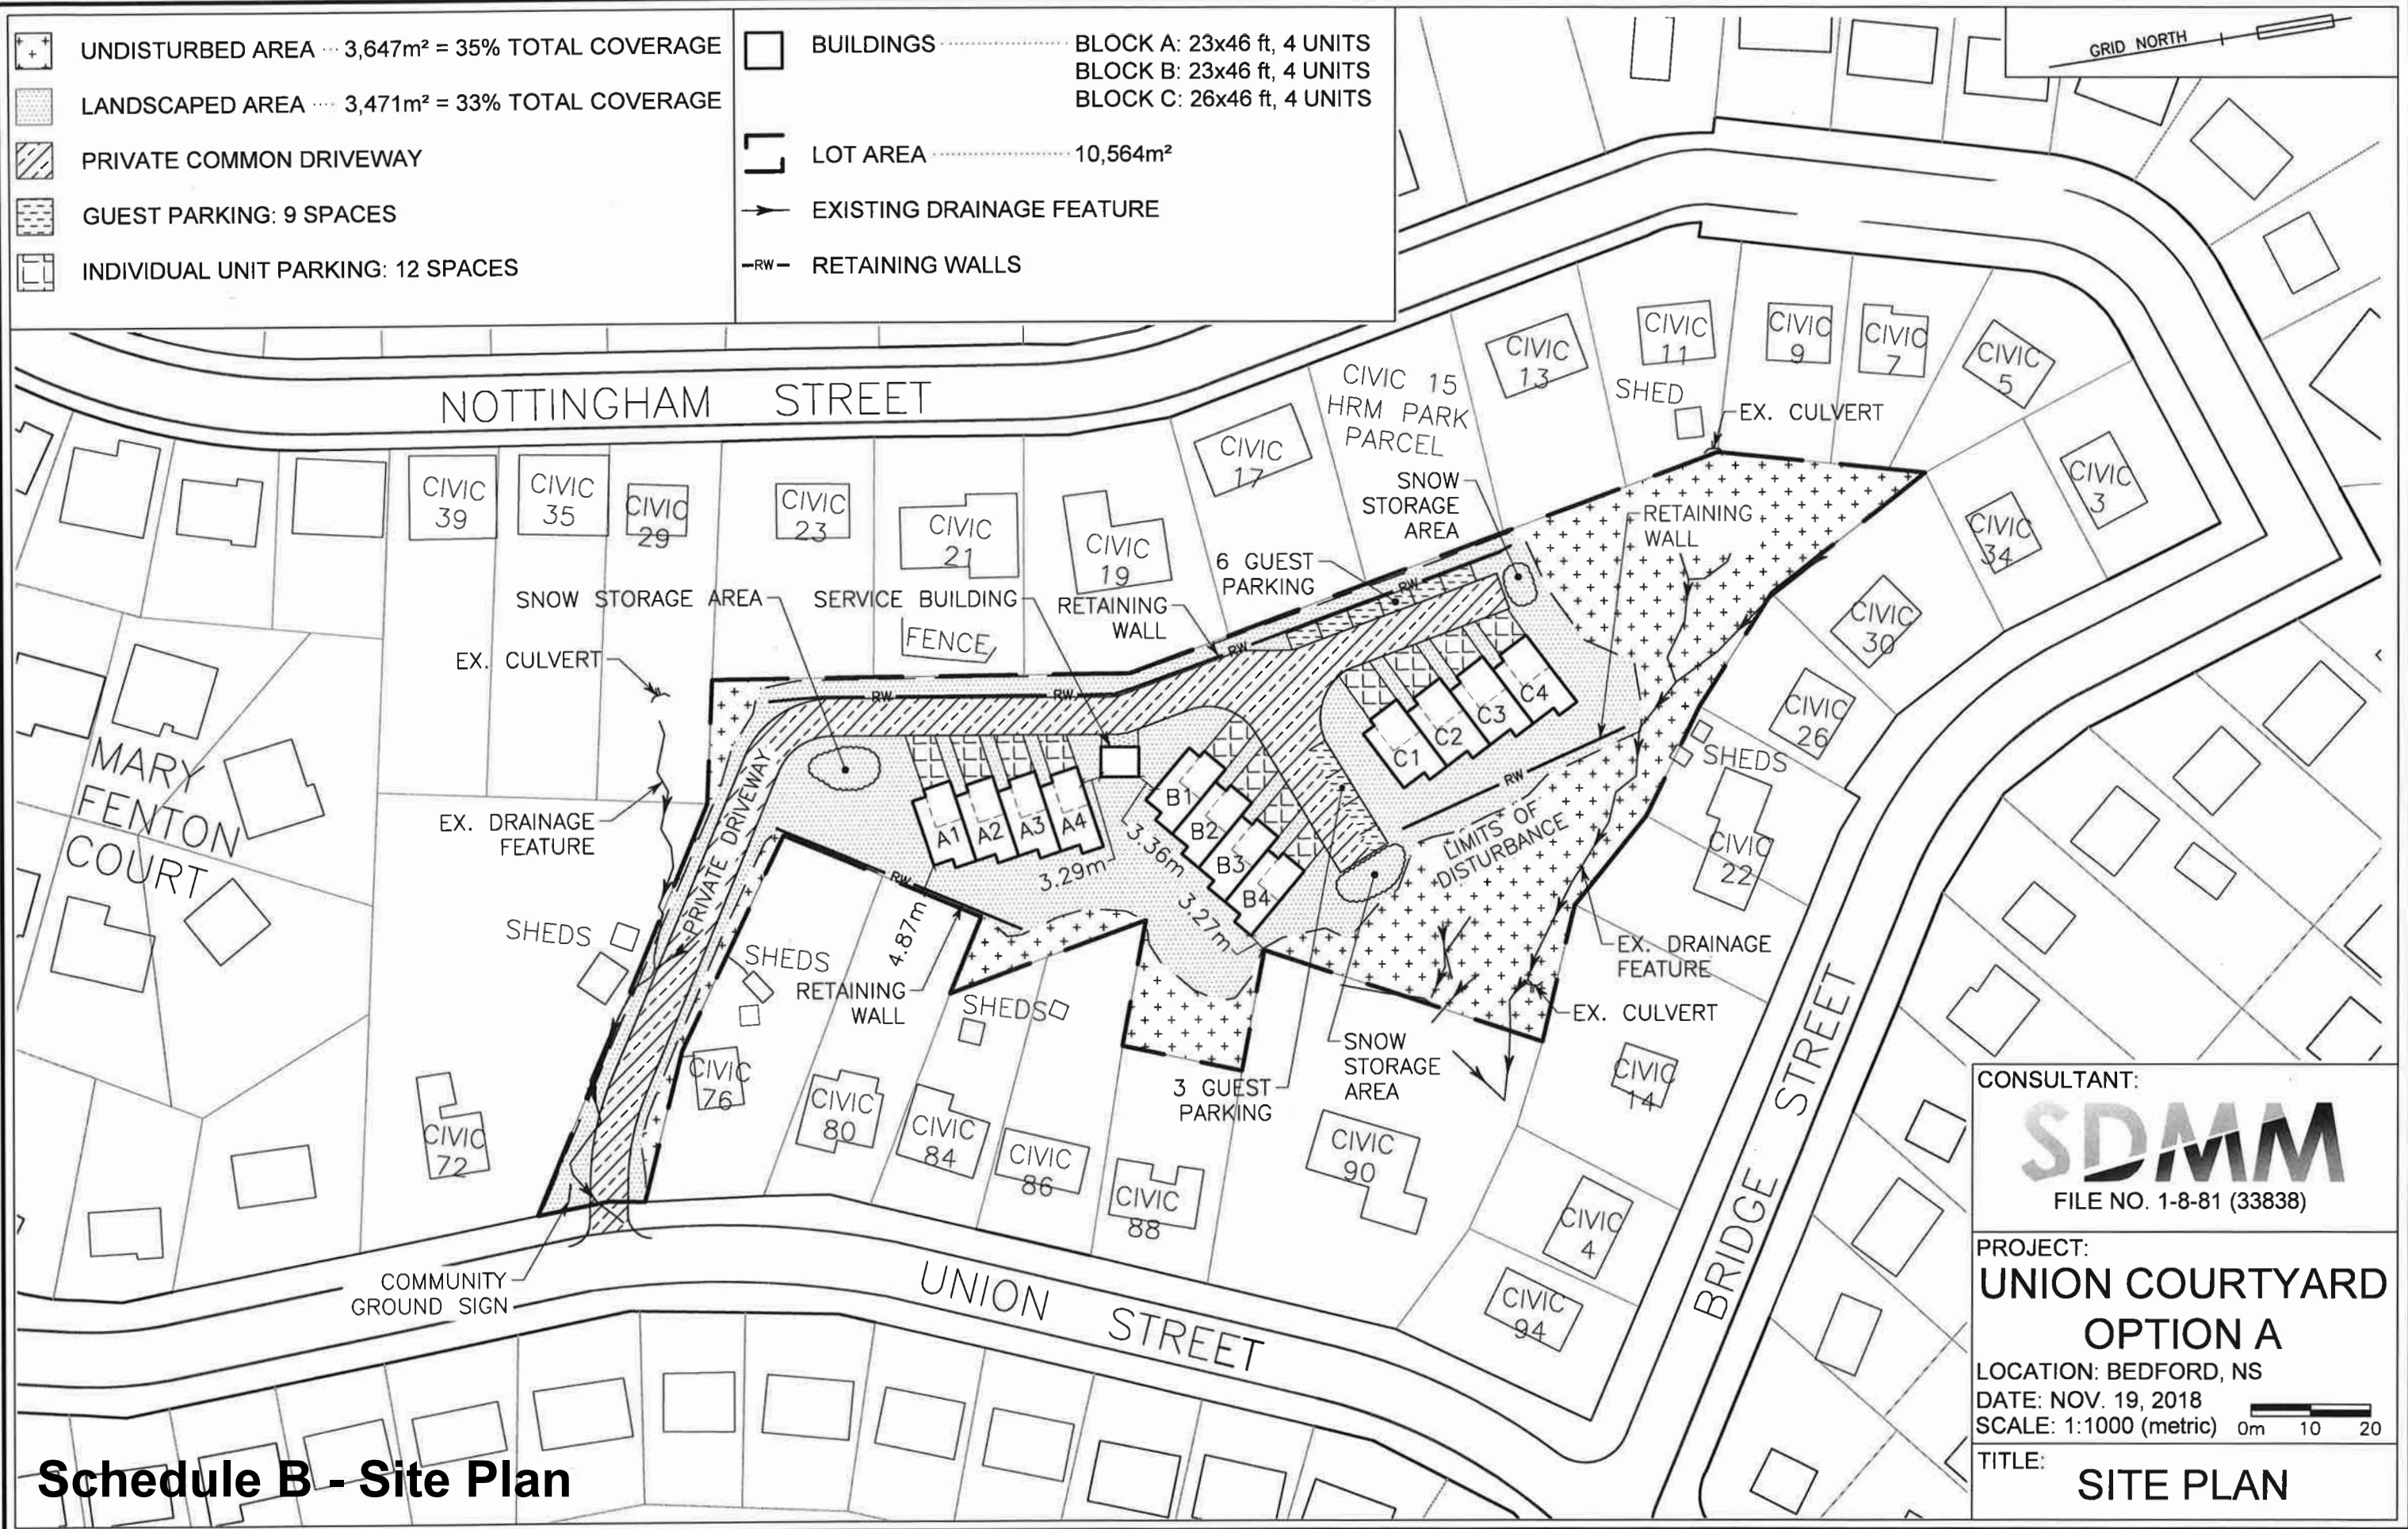 UNDISTURBED AREA ··· 3,647m² = 35% TOTAL COVERAGE
LANDSCAPED AREA ···· 3,471m² = 33% TOTAL COVERAGE
PRIVATE COMMON DRIVEWAY
GUEST PARKING: 9 SPACES
INDIVIDUAL UNIT PARKING: 12 SPACES
BUILDINGS ···················· BLOCK A: 23x46 ft, 4 UNITS
BLOCK B: 23x46 ft, 4 UNITS
BLOCK C: 26x46 ft, 4 UNITS
LOT AREA ···················· 10,564m²
EXISTING DRAINAGE FEATURE
-RW- RETAINING WALLS
GRID NORTH
NOTTINGHAM STREET
CIVIC 15
HRM PARK
PARCEL
CIVIC
13
CIVIC
11
CIVIC
9
CIVIC
7
CIVIC
5
SHED
EX. CULVERT
CIVIC
3
CIVIC
34
CIVIC
17
CIVIC
39
CIVIC
35
CIVIC
29
CIVIC
23
CIVIC
21
CIVIC
19
SNOW
STORAGE
AREA
RETAINING
WALL
6 GUEST
PARKING
RW
SNOW STORAGE AREA
SERVICE BUILDING
RETAINING
WALL
FENCE
RW
EX. CULVERT
RW
RW
CIVIC
30
CIVIC
26
SHEDS
C1
C2
C3
C4
RW
MARY
FENTON
COURT
EX. DRAINAGE
FEATURE
PRIVATE DRIVEWAY
A1
A2
A3
A4
B1
B2
B3
B4
3.29m
3.36m
3.27m
LIMITS OF
DISTURBANCE
CIVIC
22
RW
4.87m
SHEDS
SHEDS
RETAINING
WALL
SHEDS
EX. DRAINAGE
FEATURE
EX. CULVERT
SNOW
STORAGE
AREA
3 GUEST
PARKING
CIVIC
14
CIVIC
72
CIVIC
76
CIVIC
80
CIVIC
84
CIVIC
86
CIVIC
88
CIVIC
90
CIVIC
4
CIVIC
94
COMMUNITY
GROUND SIGN
UNION STREET
BRIDGE STREET
CONSULTANT:
SDMM
FILE NO. 1-8-81 (33838)
PROJECT:
UNION COURTYARD
OPTION A
LOCATION: BEDFORD, NS
DATE: NOV. 19, 2018
SCALE: 1:1000 (metric) 0m 10 20
TITLE:
SITE PLAN
Schedule B - Site Plan